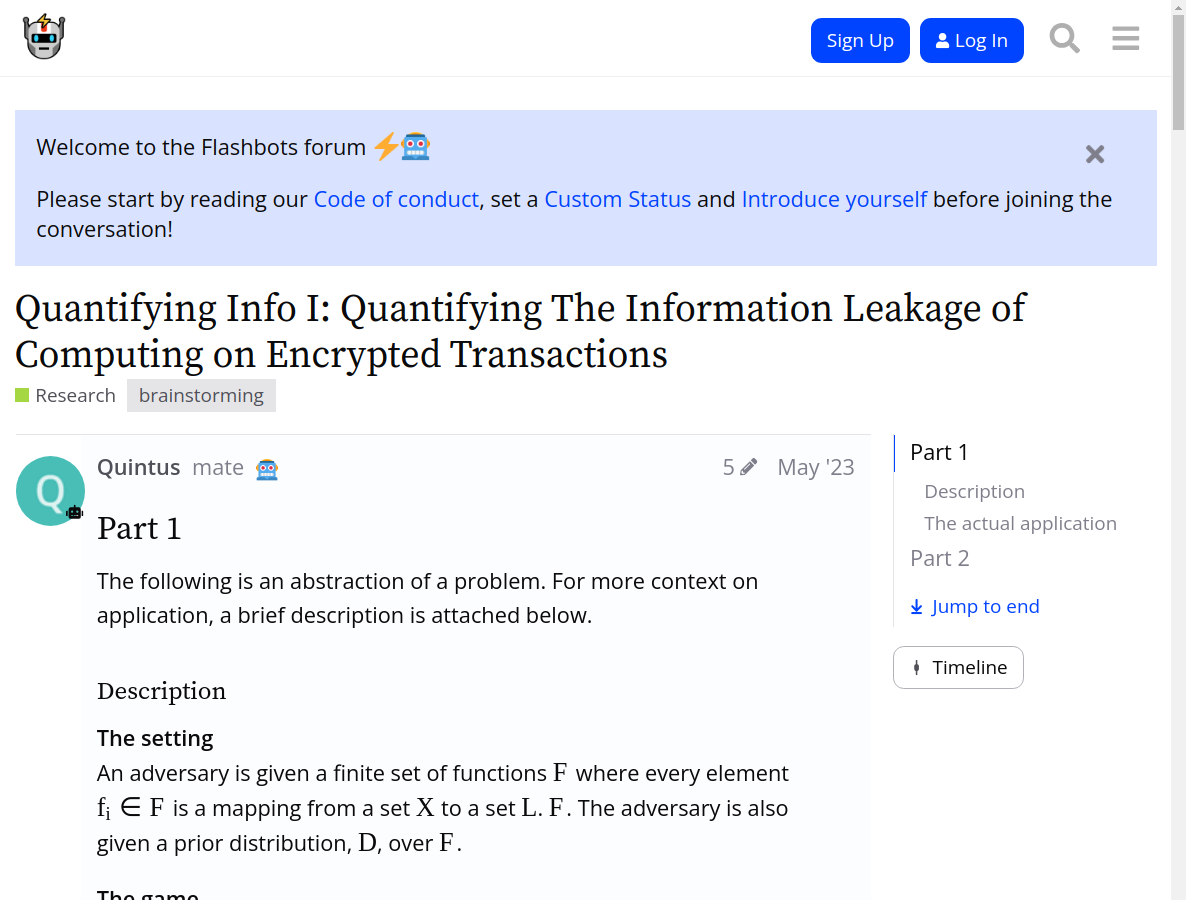 Sign Up
Log In
Welcome to the Flashbots forum
Please start by reading our Code of conduct, set a Custom Status and Introduce yourself before joining the
conversation!
Quantifying Info I: Quantifying The Information Leakage of
Computing on Encrypted Transactions
Research brainstorming
Q
Quintus mate 5 May '23
Part 1
The following is an abstraction of a problem. For more context on
application, a brief description is attached below.
Description
The setting
An adversary is given a finite set of functions F where every element
fᵢ ∈ F is a mapping from a set X to a set L. F. The adversary is also
given a prior distribution, D, over F.
The game
Part 1
Description
The actual application
Part 2
Jump to end
Timeline